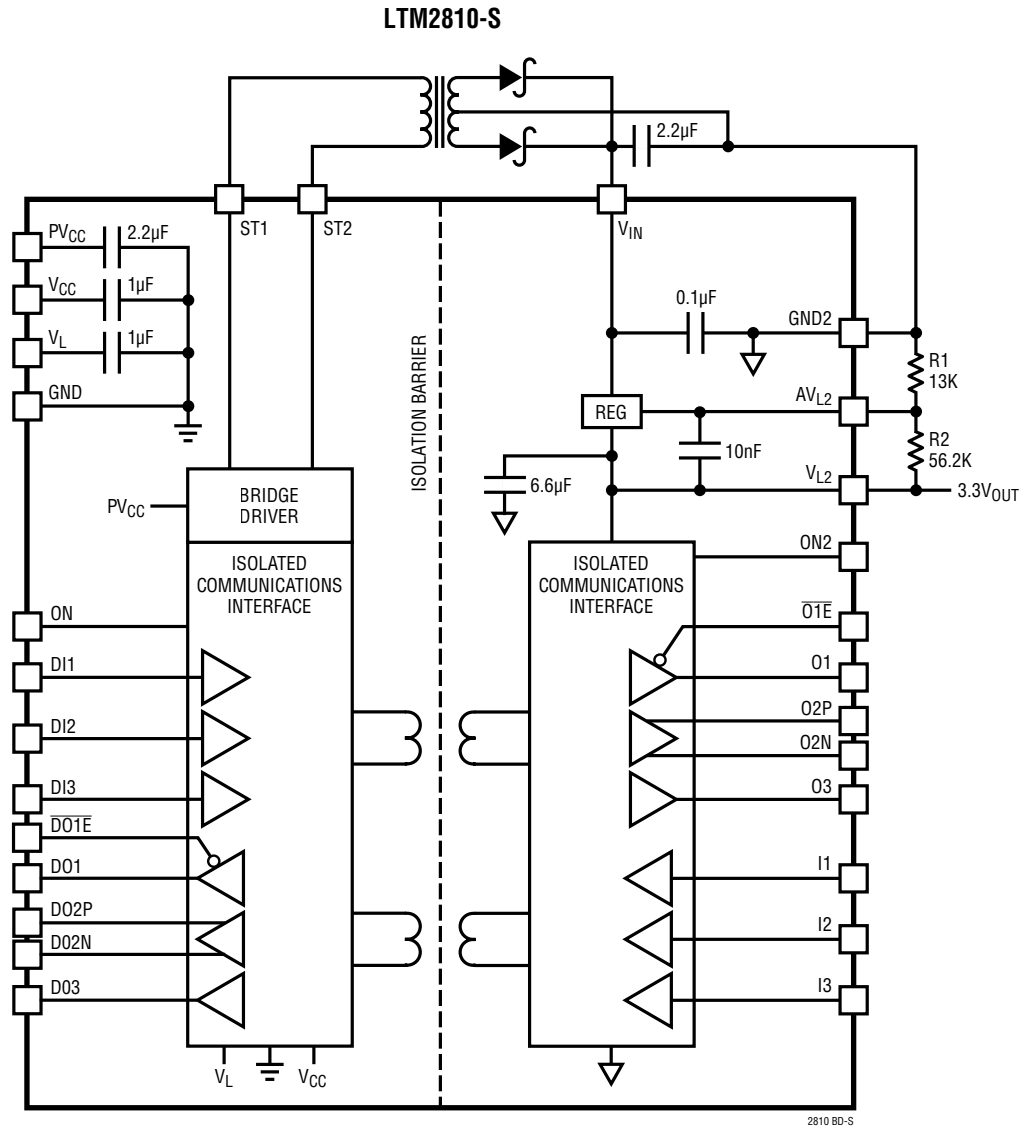 LTM2810-S
2.2µF
ST1
ST2
VIN
PVCC
2.2µF
VCC
1µF
VL
1µF
GND
ISOLATION BARRIER
0.1µF
GND2
R1
13K
REG
AVL2
10nF
R2
56.2K
6.6µF
VL2
3.3VOUT
PVCC
BRIDGE
DRIVER
ISOLATED
COMMUNICATIONS
INTERFACE
ISOLATED
COMMUNICATIONS
INTERFACE
ON2
ON
O1E
DI1
O1
DI2
O2P
O2N
DI3
O3
DO1E
DO1
I1
DO2P
DO2N
I2
DO3
I3
VL
VCC
2810 BD-S